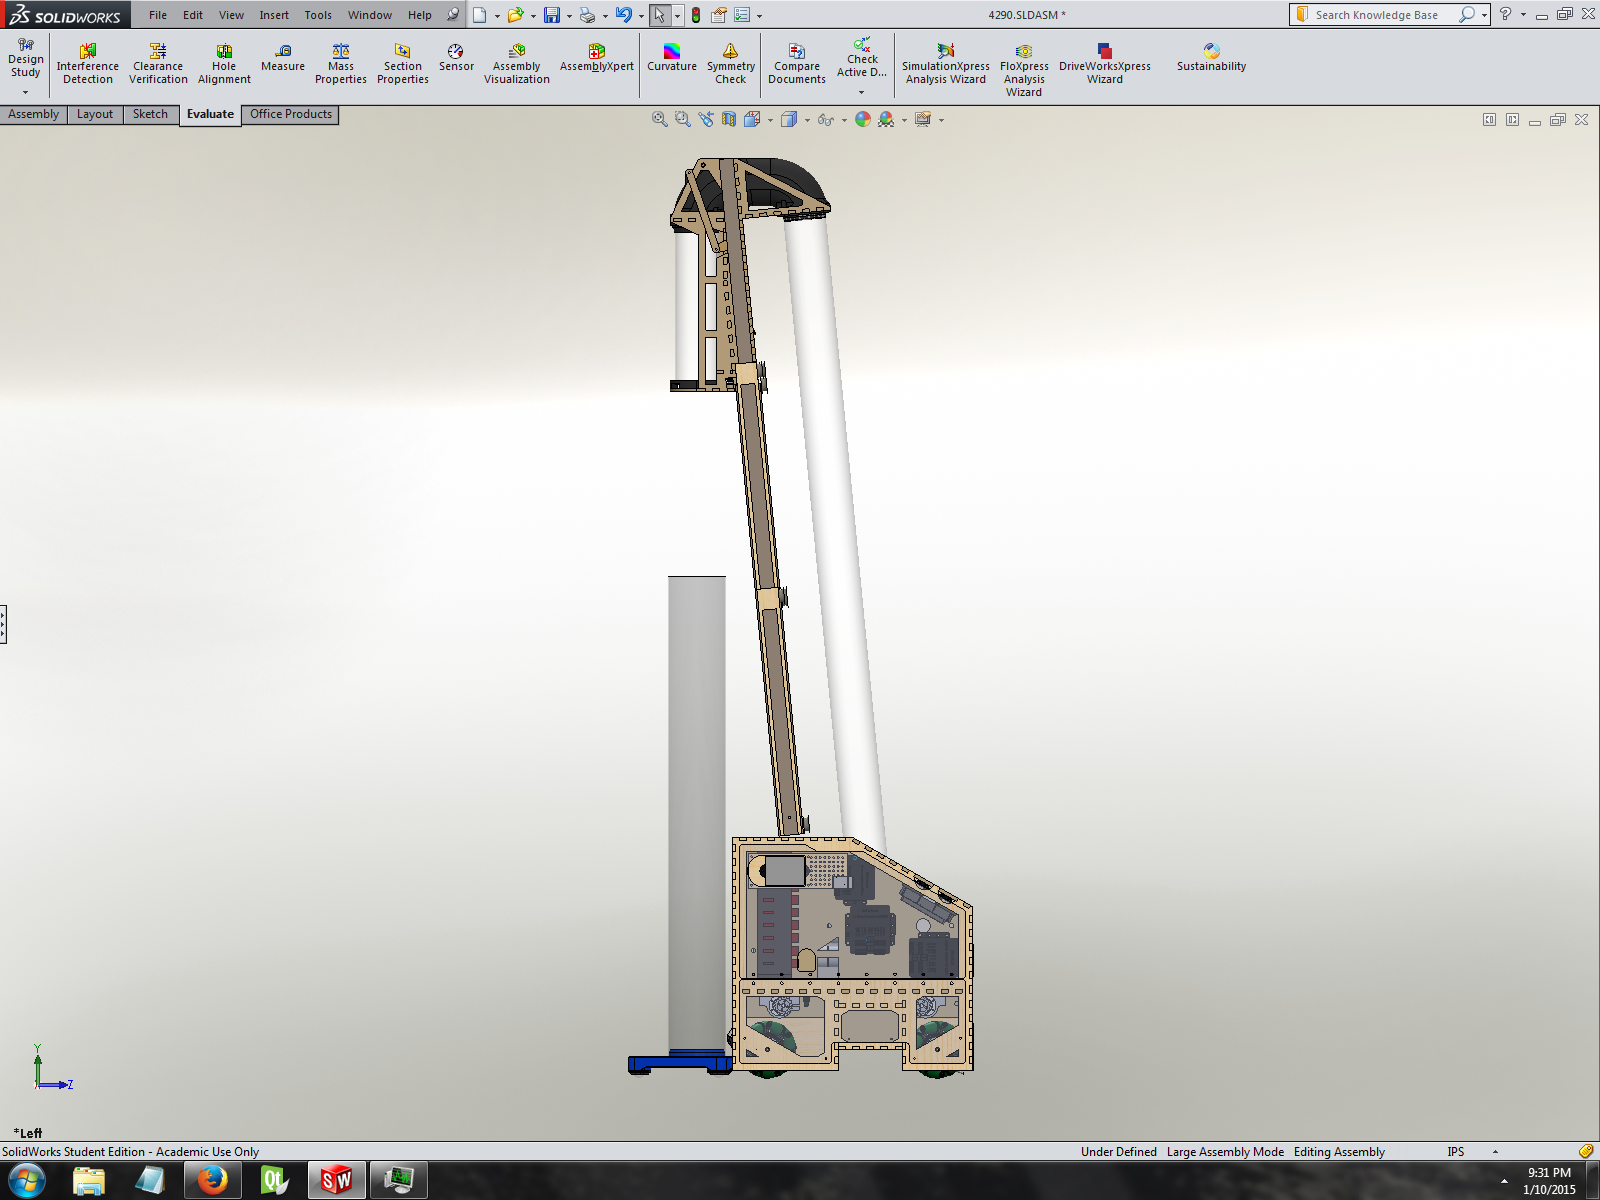 SOLIDWORKS File Edit View Insert Tools Window Help 4290.SLDASM * Search Knowledge Base ?
Design Study
Interference Detection
Clearance Verification
Hole Alignment
Measure
Mass Properties
Section Properties
Sensor
Assembly Visualization
AssemblyXpert
Curvature
Symmetry Check
Compare Documents
Check Active D...
SimulationXpress Analysis Wizard
FloXpress Analysis Wizard
DriveWorksXpress Wizard
Sustainability
Assembly Layout Sketch Evaluate Office Products
Y
Z
*Left
SolidWorks Student Edition - Academic Use Only Under Defined Large Assembly Mode Editing Assembly IPS
Qt SW
9:31 PM
1/10/2015